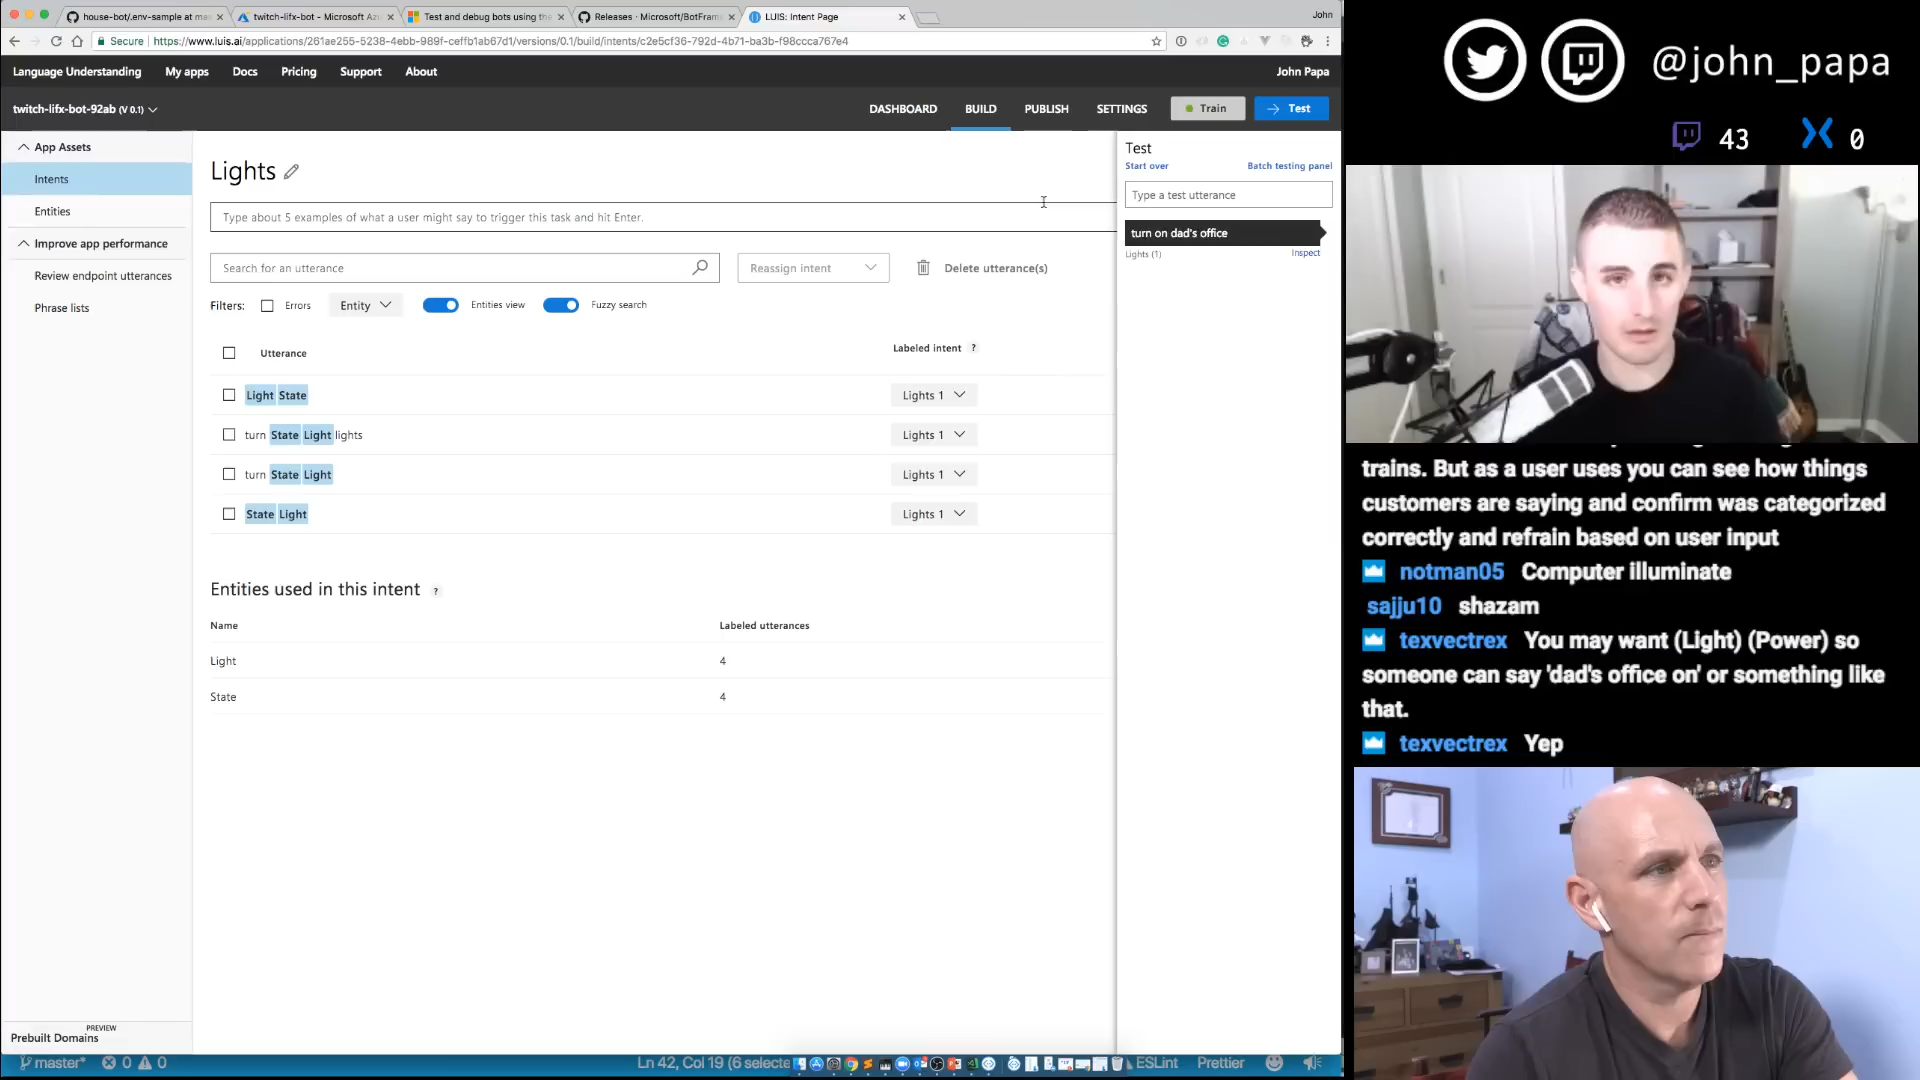 house-bot/.env-sample at mas
twitch-lifx-bot - Microsoft Az
Test and debug bots using the
Releases · Microsoft/BotFram
LUIS: Intent Page
John
Secure
https://www.luis.ai/applications/261ae255-5238-4ebb-989f-ceffb1ab67d1/versions/0.1/build/intents/c2e5cf36-792d-4b71-ba3b-f98ccca767e4
Language Understanding My apps Docs Pricing Support About
John Papa
twitch-lifx-bot-92ab (V 0.1)
DASHBOARD BUILD PUBLISH SETTINGS Train Test
App Assets
Intents
Entities
Improve app performance
Review endpoint utterances
Phrase lists
PREVIEW
Prebuilt Domains
Lights
Type about 5 examples of what a user might say to trigger this task and hit Enter.
Search for an utterance
Reassign intent
Delete utterance(s)
Filters: Errors Entity Entities view Fuzzy search
Utterance
Labeled intent ?
Light State Lights 1
turn State Light lights Lights 1
turn State Light Lights 1
State Light Lights 1
Entities used in this intent ?
Name Labeled utterances
Light 4
State 4
Test
Start over Batch testing panel
Type a test utterance
turn on dad's office
Lights (1) Inspect
master* 0 0
Ln 42, Col 19 (6 selecte
ESLint Prettier
@john_papa
43 0
trains. But as a user uses you can see how things
customers are saying and confirm was categorized
correctly and refrain based on user input
notman05 Computer illuminate
sajju10 shazam
texvectrex You may want (Light) (Power) so
someone can say 'dad's office on' or something like
that.
texvectrex Yep